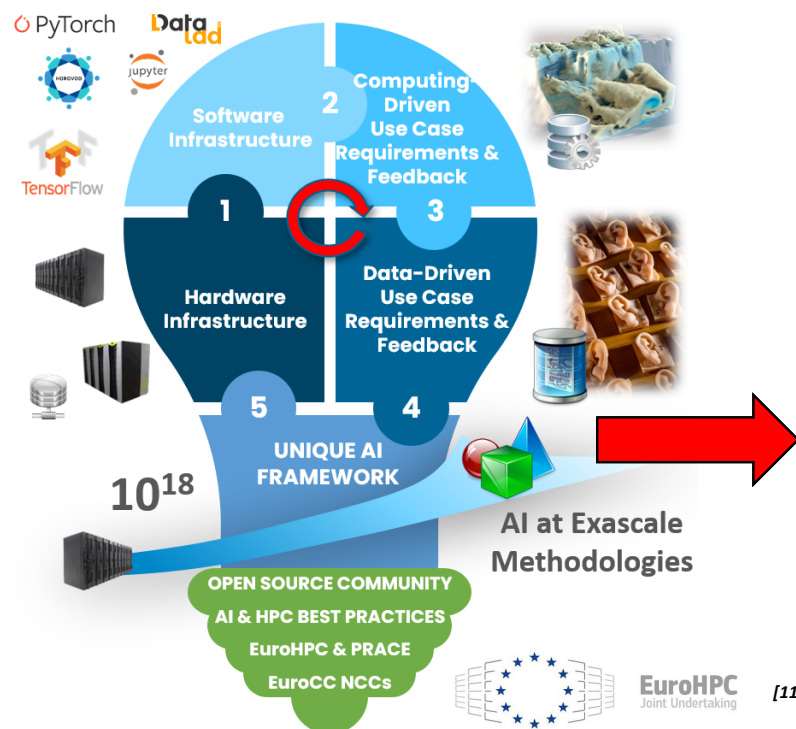 PyTorch
Data
lad
HOROVOD
jupyter
TensorFlow
Software
Infrastructure
2
Computing-
Driven
Use Case
Requirements &
Feedback
1
3
Hardware
Infrastructure
Data-Driven
Use Case
Requirements &
Feedback
5
4
UNIQUE AI
FRAMEWORK
10¹⁸
AI at Exascale
Methodologies
OPEN SOURCE COMMUNITY
AI & HPC BEST PRACTICES
EuroHPC & PRACE
EuroCC NCCs
EuroHPC
Joint Undertaking
[11